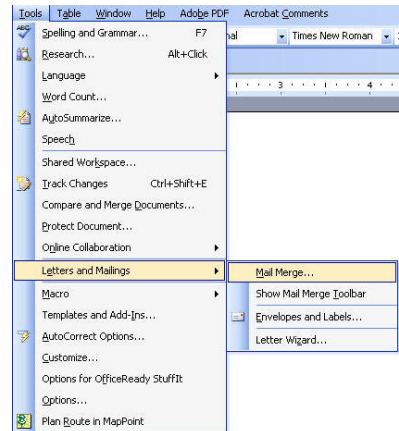 Tools Table Window Help Adobe PDF Acrobat Comments
Spelling and Grammar... F7
Times New Roman
Research... Alt+Click
Language
3 4
Word Count...
AutoSummarize...
Speech
Shared Workspace...
Track Changes Ctrl+Shift+E
Compare and Merge Documents...
Protect Document...
Online Collaboration
Letters and Mailings
Mail Merge...
Macro
Show Mail Merge Toolbar
Templates and Add-Ins...
Envelopes and Labels...
AutoCorrect Options...
Letter Wizard...
Customize...
Options for OfficeReady StuffIt
Options...
Plan Route in MapPoint